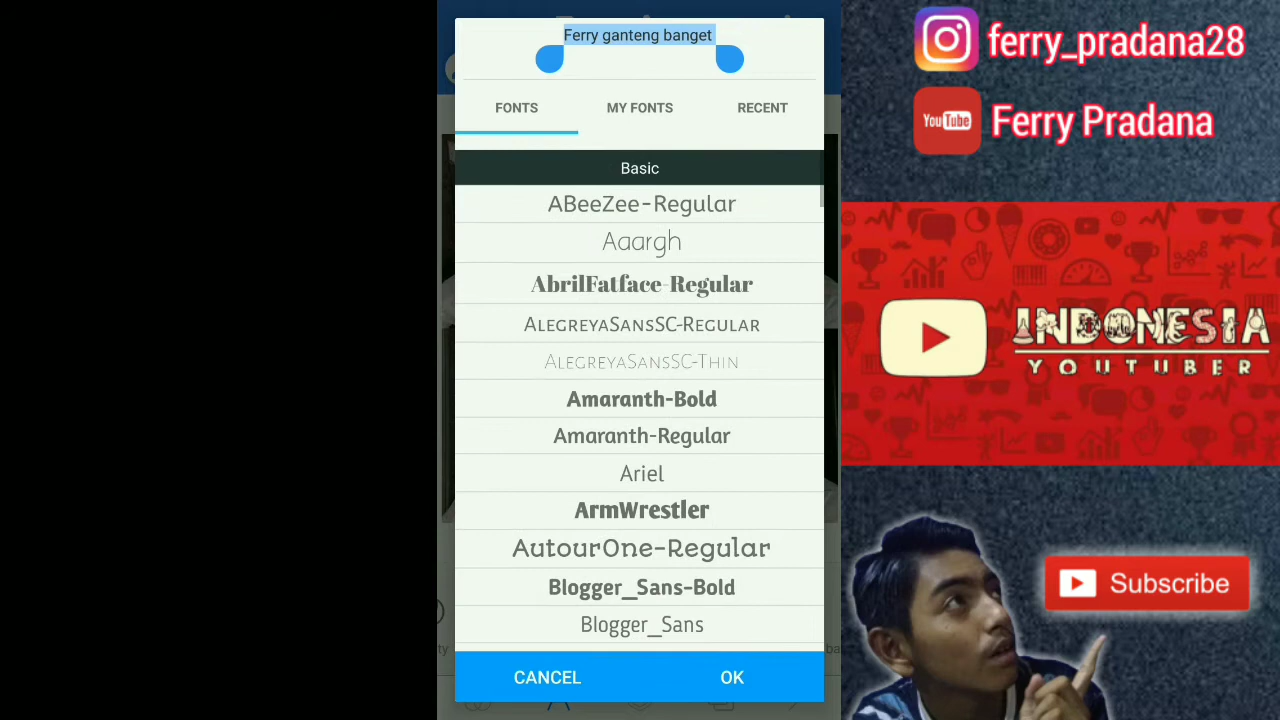 Ferry ganteng banget
FONTS
MY FONTS
RECENT
Basic
ABeeZee-Regular
Aaargh
AbrilFatface-Regular
AlegreyaSansSC-Regular
AlegreyaSansSC-Thin
Amaranth-Bold
Amaranth-Regular
Ariel
ArmWrestler
AutourOne-Regular
Blogger_Sans-Bold
Blogger_Sans
CANCEL
OK
ferry_pradana28
YouTube
Ferry Pradana
INDONESIA
YOUTUBER
Subscribe